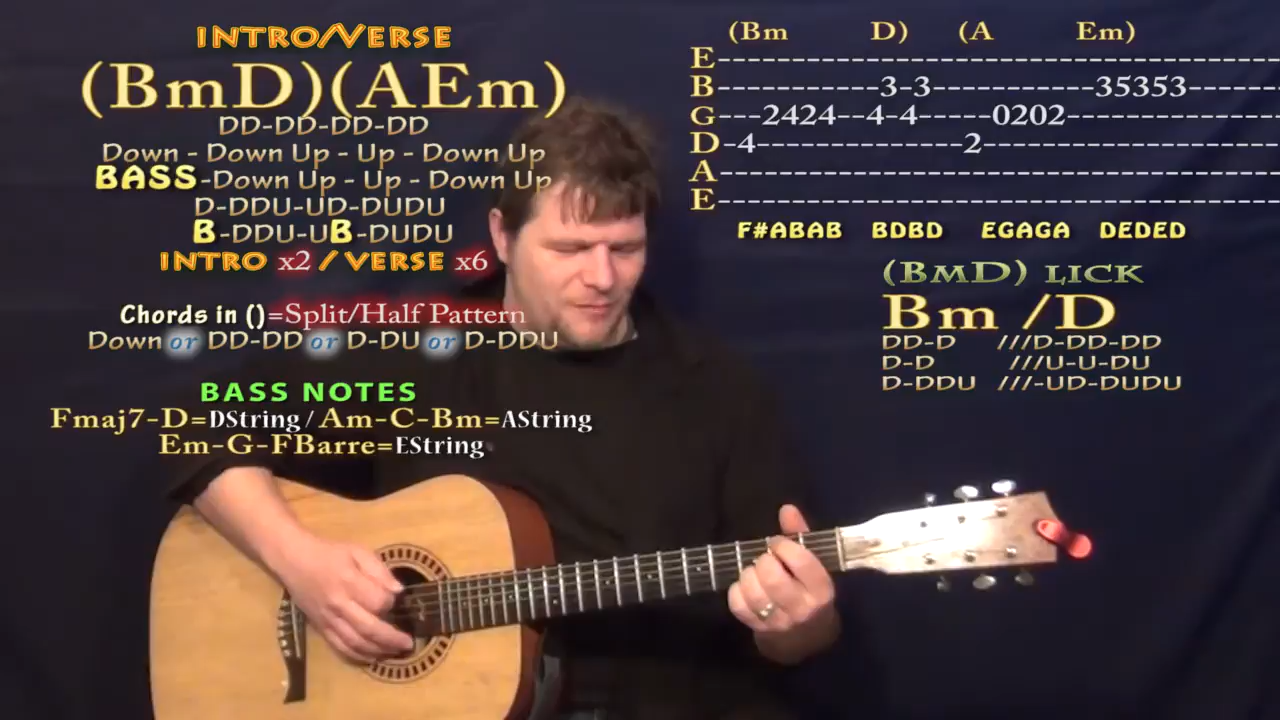 INTRO/VERSE
(BmD)(AEm)
DD-DD-DD-DD
Down - Down Up - Up - Down Up
BASS-Down Up - Up - Down Up
D-DDU-UD-DUDU
B-DDU-UB-DUDU
INTRO x2 / VERSE x6
Chords in ()=Split/Half Pattern
Down or DD-DD or D-DU or D-DDU
BASS NOTES
Fmaj7-D=DString / Am-C-Bm=AString
Em-G-FBarre=EString
(Bm D) (A Em)
E----------------------------------------
B------------3-3------------35353------
G---2424--4-4-----0202---------------
D-4---------------2----------------------
A----------------------------------------
E----------------------------------------
F#ABAB BDBD EGAGA DEDED
(BmD) LICK
Bm /D
DD-D ///D-DD-DD
D-D ///U-U-DU
D-DDU ///-UD-DUDU